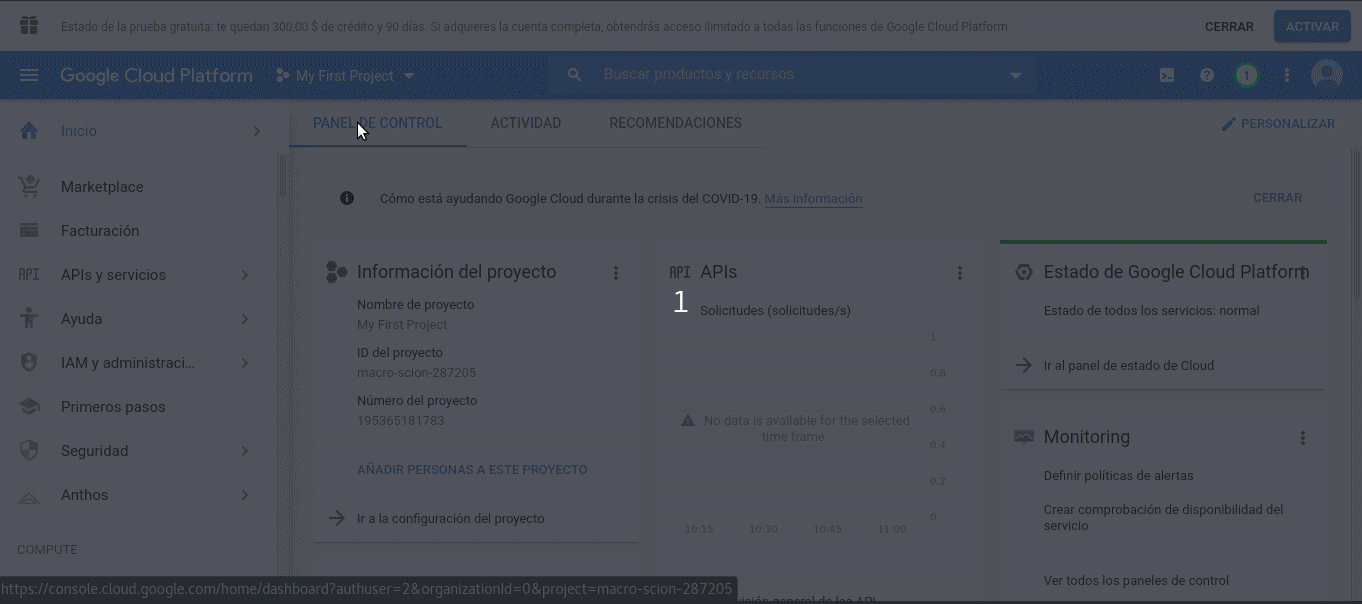 Estado de la prueba gratuita: te quedan 300,00 $ de crédito y 90 días. Si adquieres la cuenta completa, obtendrás acceso ilimitado a todas las funciones de Google Cloud Platform.
CERRAR
ACTIVAR
Google Cloud Platform
My First Project
Buscar productos y recursos
1
Inicio
PANEL DE CONTROL
ACTIVIDAD
RECOMENDACIONES
PERSONALIZAR
Marketplace
Facturación
API APIs y servicios
Ayuda
IAM y administraci...
Primeros pasos
Seguridad
Anthos
COMPUTE
Cómo está ayudando Google Cloud durante la crisis del COVID-19. Más información
CERRAR
Información del proyecto
Nombre de proyecto
My First Project
ID del proyecto
macro-scion-287205
Número del proyecto
195365181783
AÑADIR PERSONAS A ESTE PROYECTO
Ir a la configuración del proyecto
API APIs
1
Solicitudes (solicitudes/s)
1
0,8
0,6
0,4
0,2
0
No data is available for the selected
time frame.
10:15 10:30 10:45 11:00
Estado de Google Cloud Platform
Estado de todos los servicios: normal
Ir al panel de estado de Cloud
Monitoring
Definir políticas de alertas
Crear comprobación de disponibilidad del
servicio
Ver todos los paneles de control
https://console.cloud.google.com/home/dashboard?authuser=2&organizationId=0&project=macro-scion-287205